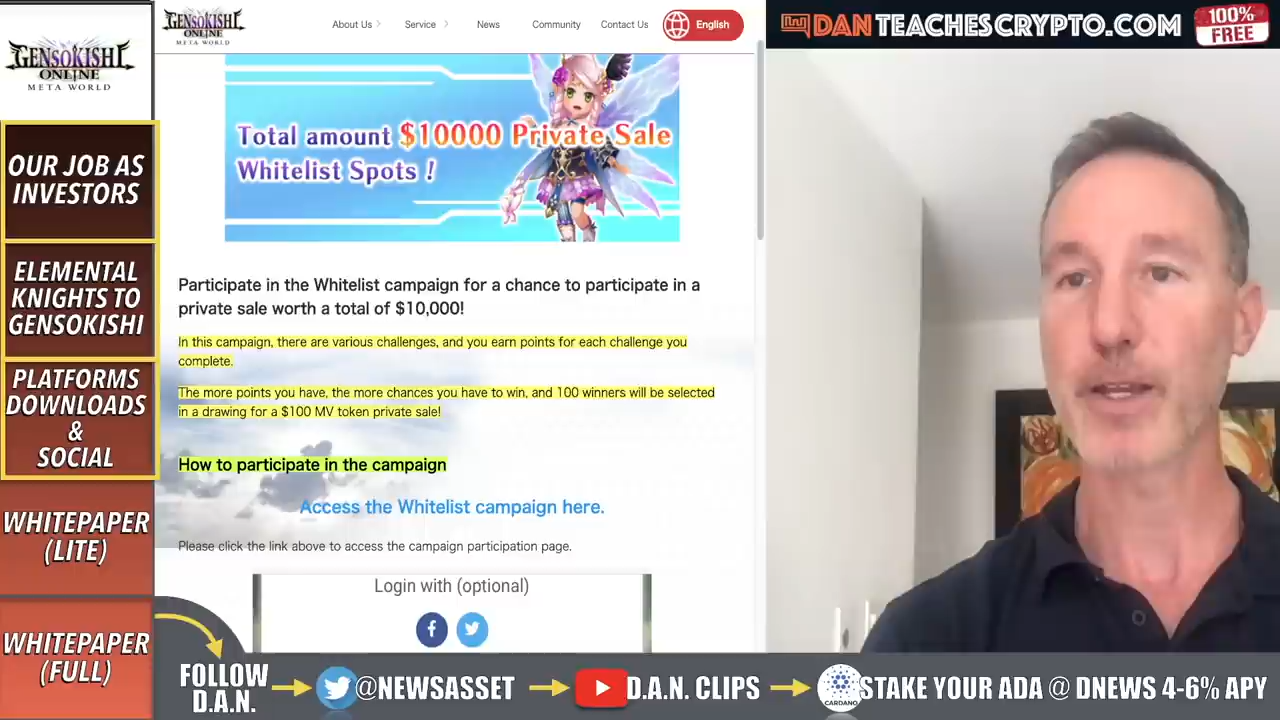 GENSOKISHI
ONLINE
META WORLD
OUR JOB AS
INVESTORS
ELEMENTAL
KNIGHTS TO
GENSOKISHI
PLATFORMS
DOWNLOADS
&
SOCIAL
WHITEPAPER
(LITE)
WHITEPAPER
(FULL)
GENSOKISHI
ONLINE
META WORLD
About Us
Service
News
Community
Contact Us
English
Total amount $10000 Private Sale
Whitelist Spots !
Participate in the Whitelist campaign for a chance to participate in a
private sale worth a total of $10,000!
In this campaign, there are various challenges, and you earn points for each challenge you
complete.
The more points you have, the more chances you have to win, and 100 winners will be selected
in a drawing for a $100 MV token private sale!
How to participate in the campaign
Access the Whitelist campaign here.
Please click the link above to access the campaign participation page.
Login with (optional)
DANTEACHESCRYPTO.COM
100%
FREE
FOLLOW
D.A.N.
@NEWSASSET
D.A.N. CLIPS
CARDANO
STAKE YOUR ADA @ DNEWS 4-6% APY